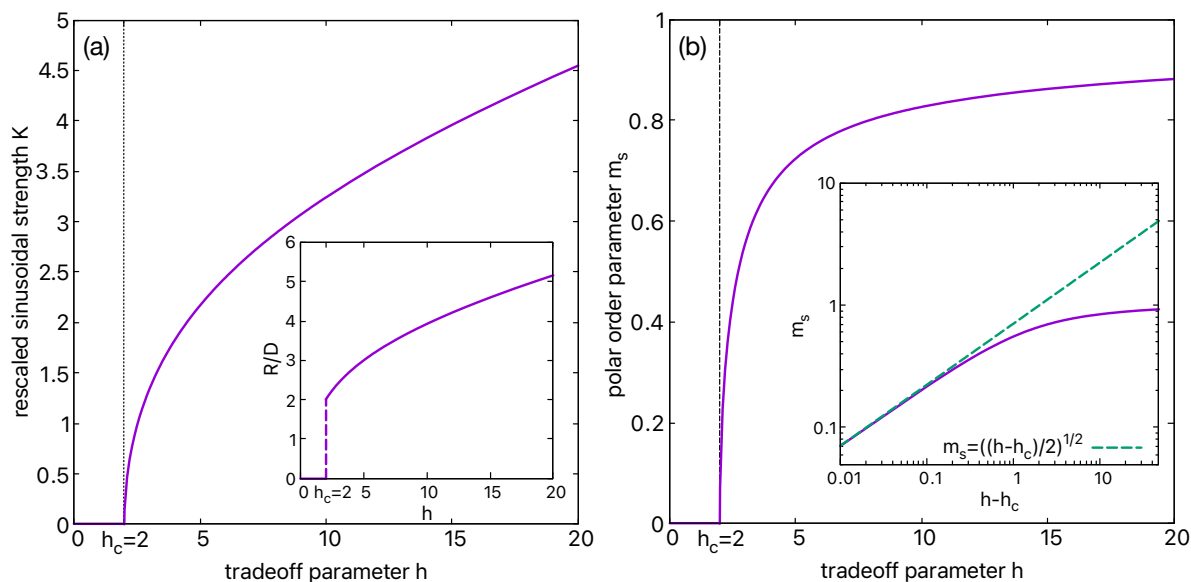 (a)
rescaled sinusoidal strength K
5
4.5
4
3.5
3
2.5
2
1.5
1
0.5
0
0 h_c=2 5 10 15 20
tradeoff parameter h
R/D
6
5
4
3
2
1
0
0 h_c=2 5 10 15 20
h
(b)
polar order parameter m_s
1
0.8
0.6
0.4
0.2
0
0 h_c=2 5 10 15 20
tradeoff parameter h
m_s
10
1
0.1
m_s=((h-h_c)/2)^{1/2}
0.01 0.1 1 10
h-h_c